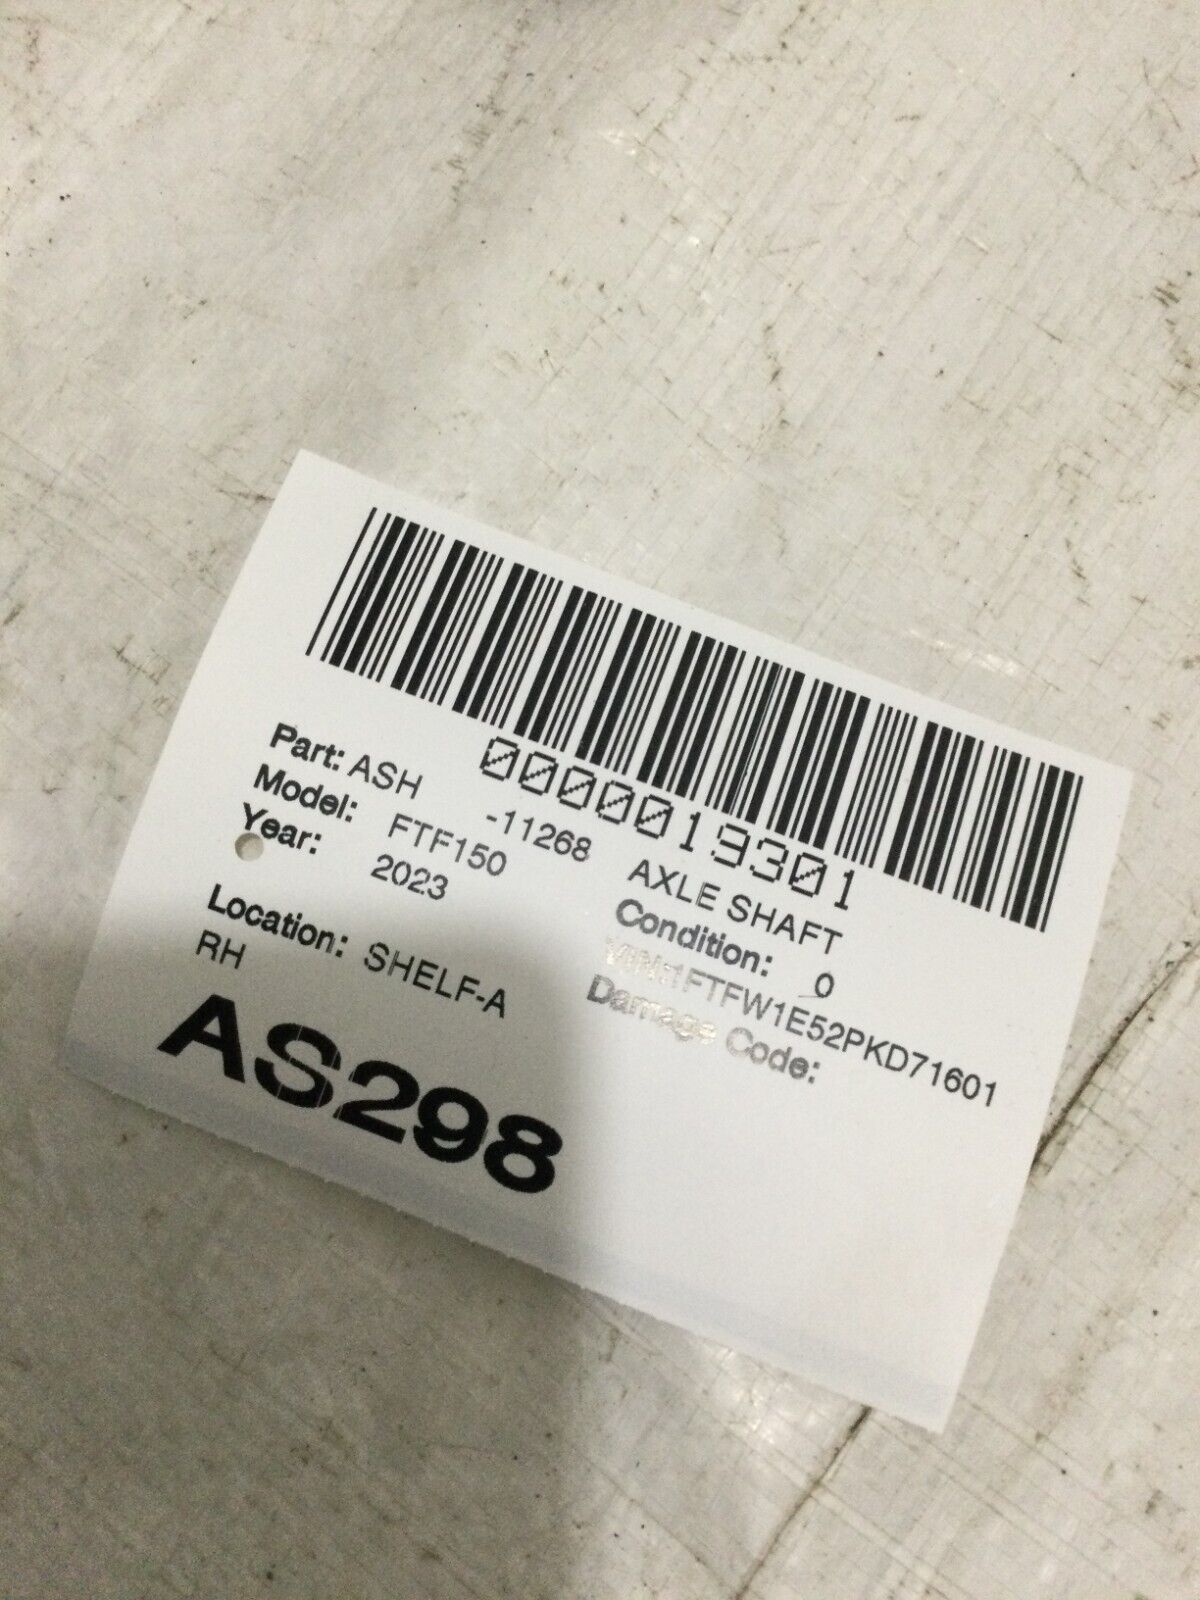 0000019301
Part: ASH -11268 AXLE SHAFT
Model: FTF150 Condition: 0
Year: 2023 VIN:1FTFW1E52PKD71601
Damage Code:
Location: SHELF-A
RH
AS298